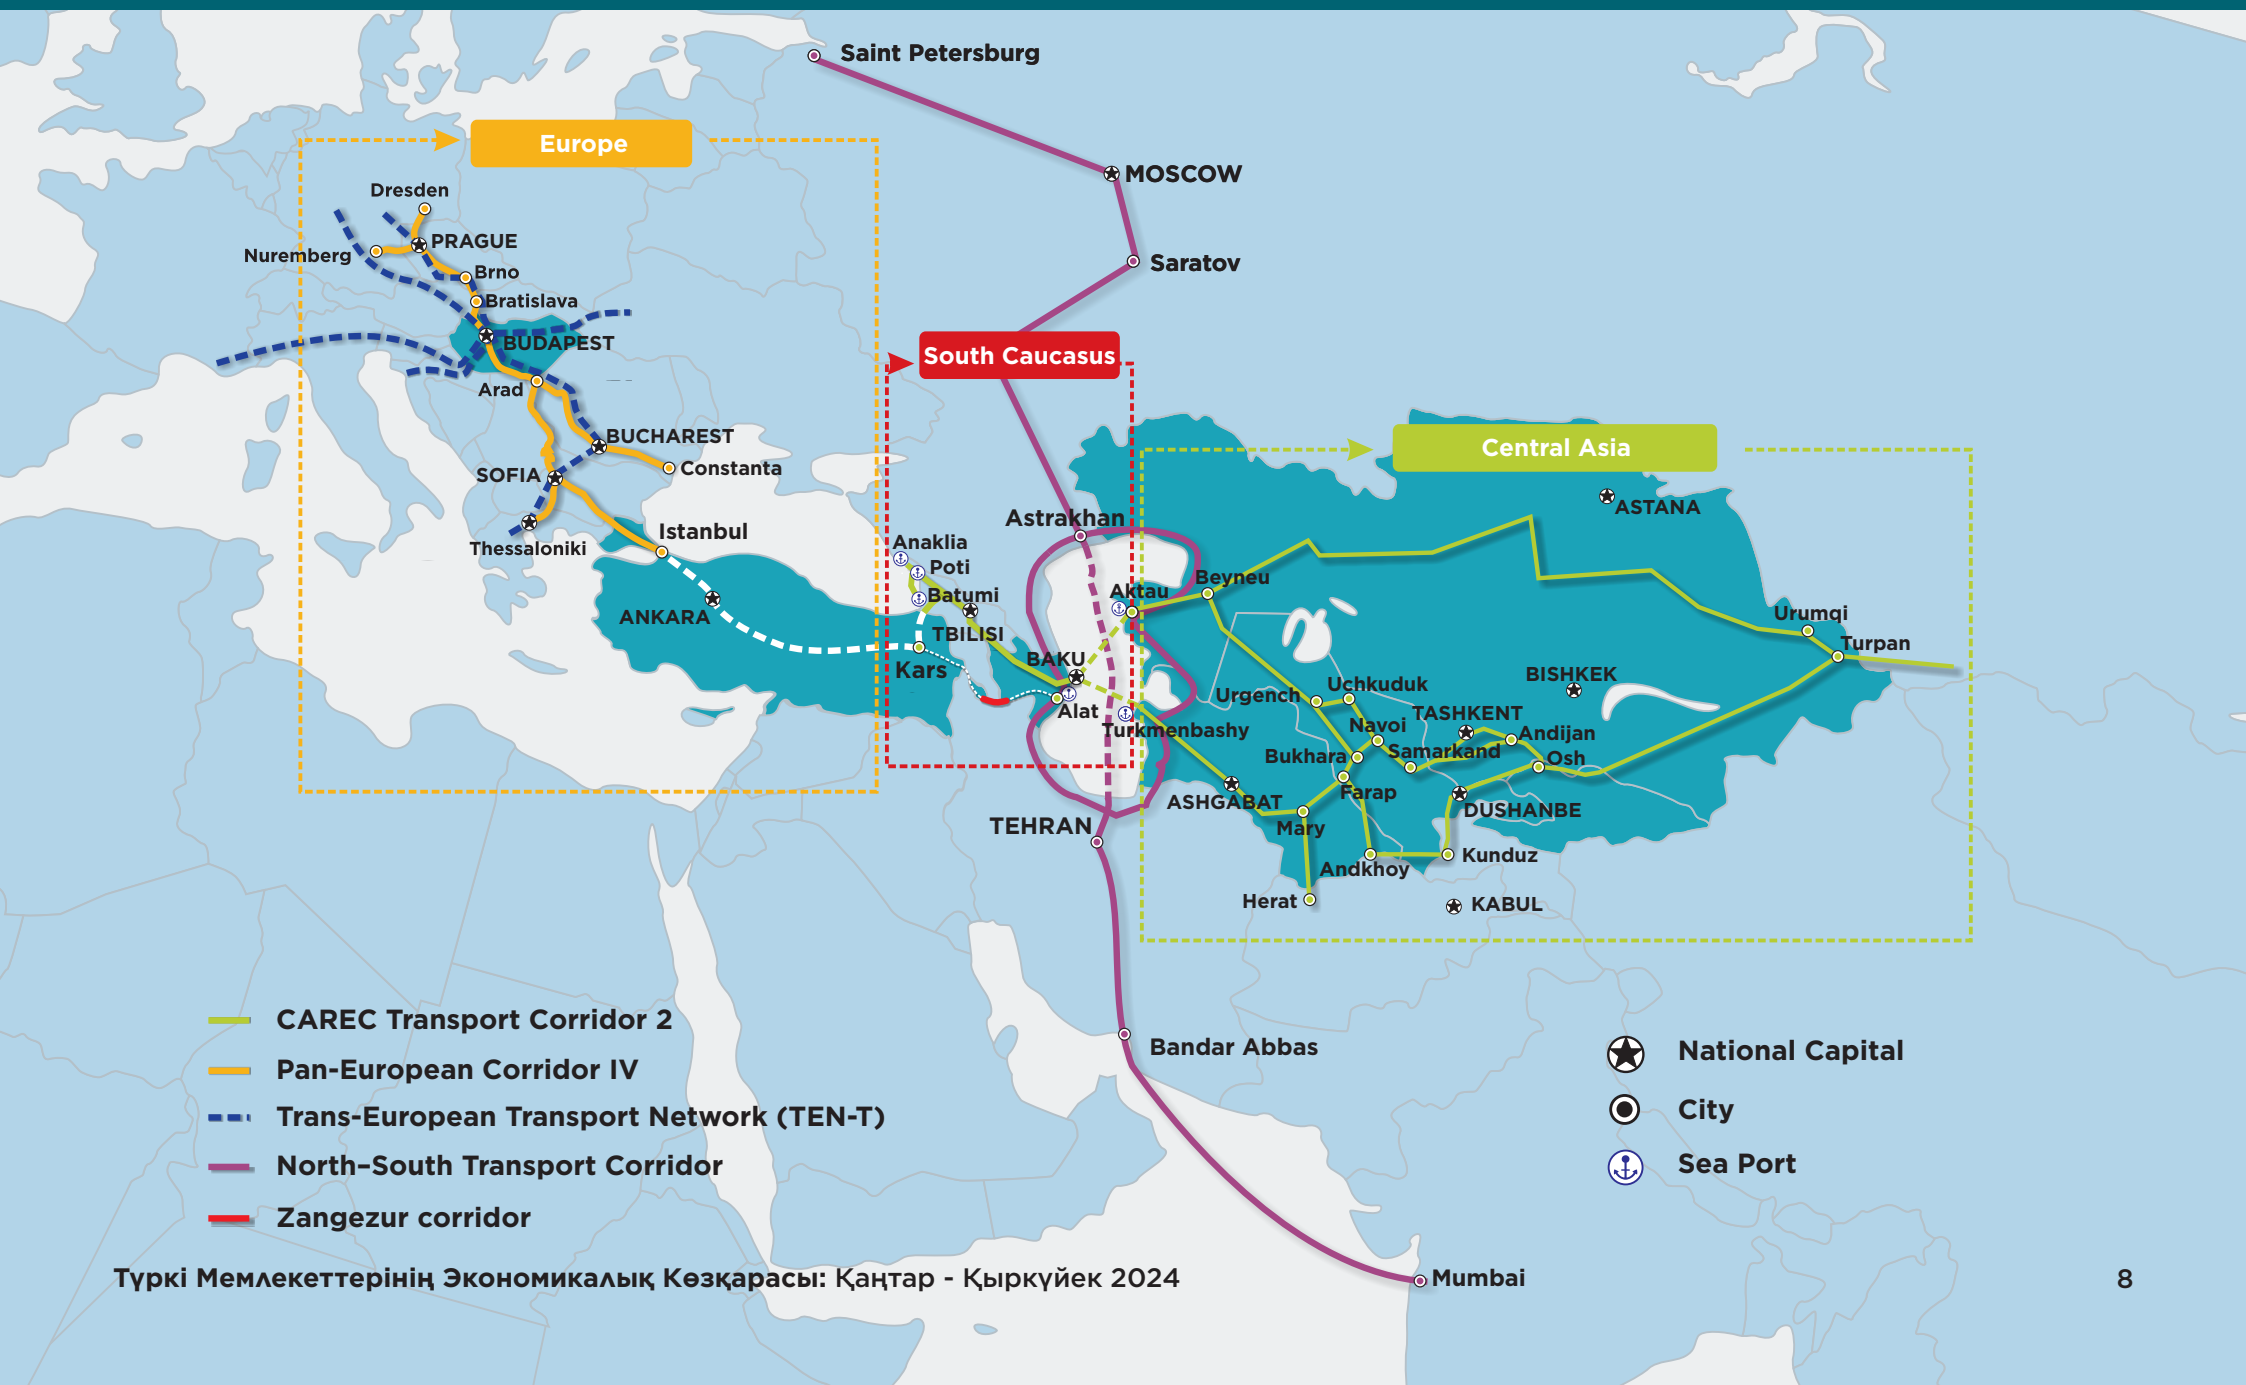 Saint Petersburg
Europe
MOSCOW
Dresden
PRAGUE
Nuremberg
Saratov
Brno
Bratislava
BUDAPEST
South Caucasus
Arad
BUCHAREST
Central Asia
Constanta
SOFIA
ASTANA
Astrakhan
Istanbul
Thessaloniki
Anaklia
Poti
Beyneu
Aktau
Batumi
ANKARA
Urumqi
TBILISI
Turpan
BAKU
Kars
BISHKEK
Uchkuduk
Urgench
Alat
TASHKENT
Navoi
Turkmenbashy
Andijan
Samarkand
Bukhara
Osh
Farap
ASHGABAT
DUSHANBE
TEHRAN
Mary
Kunduz
Andkhoy
Herat
KABUL
CAREC Transport Corridor 2
Bandar Abbas
National Capital
Pan-European Corridor IV
City
Trans-European Transport Network (TEN-T)
North–South Transport Corridor
Sea Port
Zangezur corridor
Түркі Мемлекеттерінің Экономикалық Көзқарасы: Қаңтар - Қыркүйек 2024
Mumbai
8